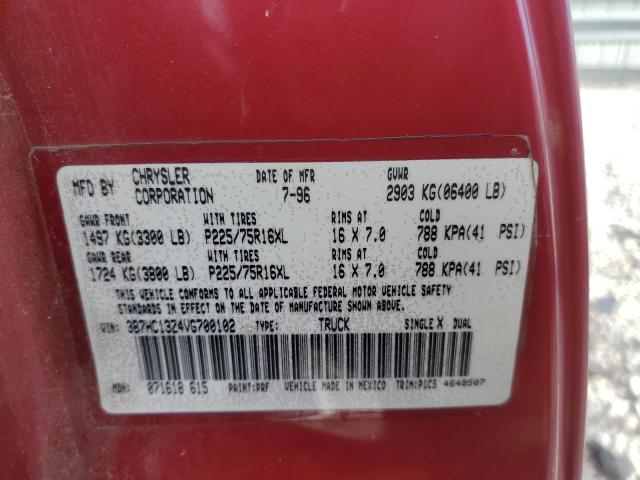 MFD BY CHRYSLER CORPORATION DATE OF MFR 7-96 GVWR 2903 KG(06400 LB)
GAWR FRONT WITH TIRES RIMS AT COLD
1497 KG(3300 LB) P225/75R16XL 16 X 7.0 788 KPA(41 PSI)
GAWR REAR WITH TIRES RIMS AT COLD
1724 KG(3800 LB) P225/75R16XL 16 X 7.0 788 KPA(41 PSI)
THIS VEHICLE CONFORMS TO ALL APPLICABLE FEDERAL MOTOR VEHICLE SAFETY
STANDARDS IN EFFECT ON THE DATE OF MANUFACTURE SHOWN ABOVE
VIN: 3B7HC13Z4VG700102 TYPE: TRUCK SINGLE X DUAL
MDH: 071610 615 PAINT:PRF VEHICLE MADE IN MEXICO TRIM:P1C3 4648507